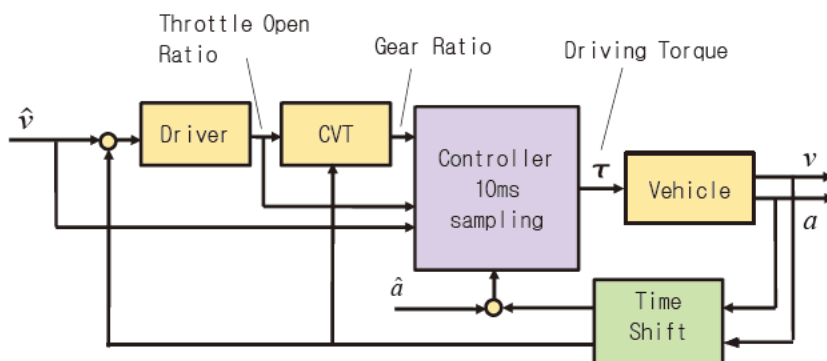 Throttle Open
Ratio
Gear Ratio
Driving Torque
v̂
Driver
CVT
Controller
10ms
sampling
τ
Vehicle
v
a
â
Time
Shift